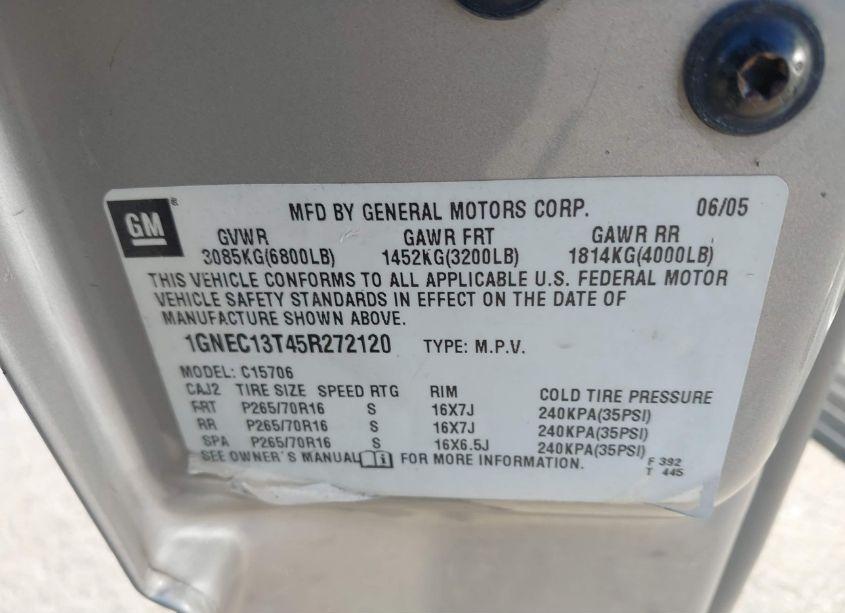 GM ® MFD BY GENERAL MOTORS CORP. 06/05
GVWR GAWR FRT GAWR RR
3085KG(6800LB) 1452KG(3200LB) 1814KG(4000LB)
THIS VEHICLE CONFORMS TO ALL APPLICABLE U.S. FEDERAL MOTOR
VEHICLE SAFETY STANDARDS IN EFFECT ON THE DATE OF
MANUFACTURE SHOWN ABOVE.
1GNEC13T45R272120 TYPE: M.P.V.
MODEL: C15706
CAJ2 TIRE SIZE SPEED RTG RIM COLD TIRE PRESSURE
FRT P265/70R16 S 16X7J 240KPA(35PSI)
RR P265/70R16 S 16X7J 240KPA(35PSI)
SPA P265/70R16 S 16X6.5J 240KPA(35PSI)
SEE OWNER'S MANUAL FOR MORE INFORMATION.
F 392
T 445